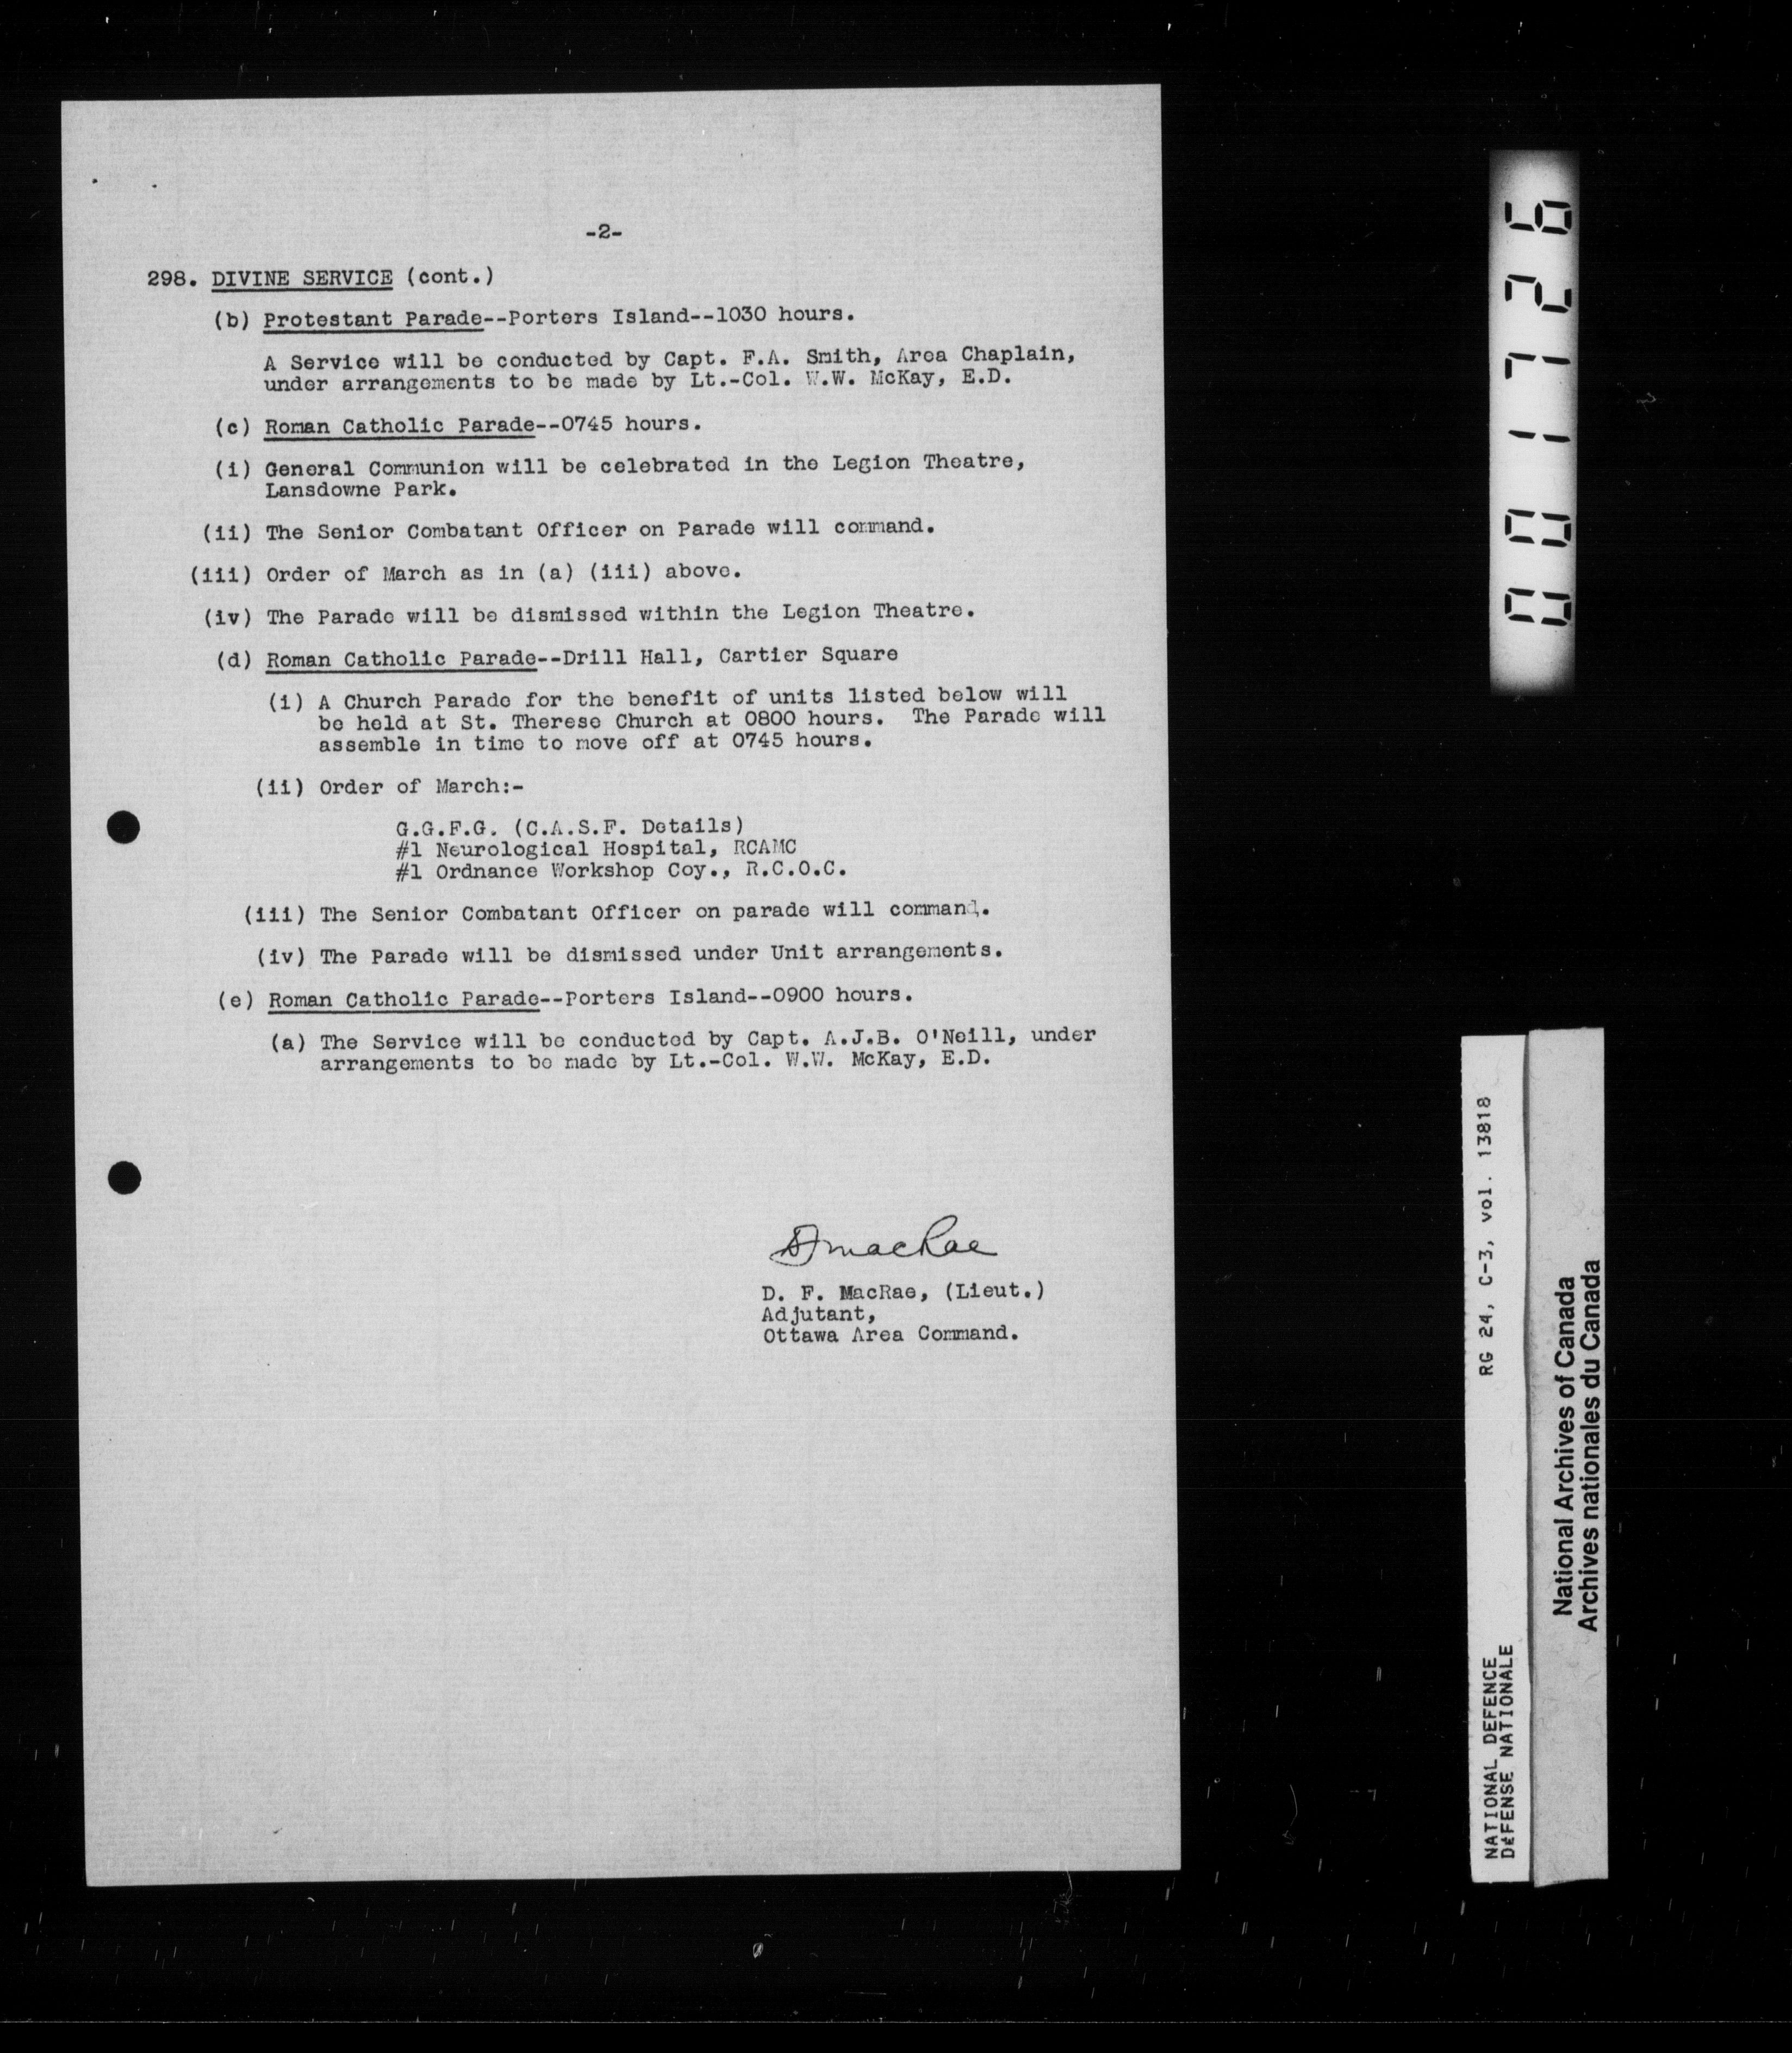 -2-
298. DIVINE SERVICE (cont.)
(b) Protestant Parade--Porters Island--1030 hours.
A Service will be conducted by Capt. F.A. Smith, Area Chaplain,
under arrangements to be made by Lt.-Col. W.W. McKay, E.D.
(c) Roman Catholic Parade--0745 hours.
(i) General Communion will be celebrated in the Legion Theatre,
Lansdowne Park.
(ii) The Senior Combatant Officer on Parade will command.
(iii) Order of March as in (a) (iii) above.
(iv) The Parade will be dismissed within the Legion Theatre.
(d) Roman Catholic Parade--Drill Hall, Cartier Square
(i) A Church Parade for the benefit of units listed below will
be held at St. Therese Church at 0800 hours. The Parade will
assemble in time to move off at 0745 hours.
(ii) Order of March:-
G.G.F.G. (C.A.S.F. Details)
#1 Neurological Hospital, RCAMC
#1 Ordnance Workshop Coy., R.C.O.C.
(iii) The Senior Combatant Officer on parade will command.
(iv) The Parade will be dismissed under Unit arrangements.
(e) Roman Catholic Parade--Porters Island--0900 hours.
(a) The Service will be conducted by Capt. A.J.B. O'Neill, under
arrangements to be made by Lt.-Col. W.W. McKay, E.D.
DFMacRae
D. F. MacRae, (Lieut.)
Adjutant,
Ottawa Area Command.
001726
NATIONAL DEFENCE RG 24, C-3, vol. 13818
DÉFENSE NATIONALE
National Archives of Canada
Archives nationales du Canada